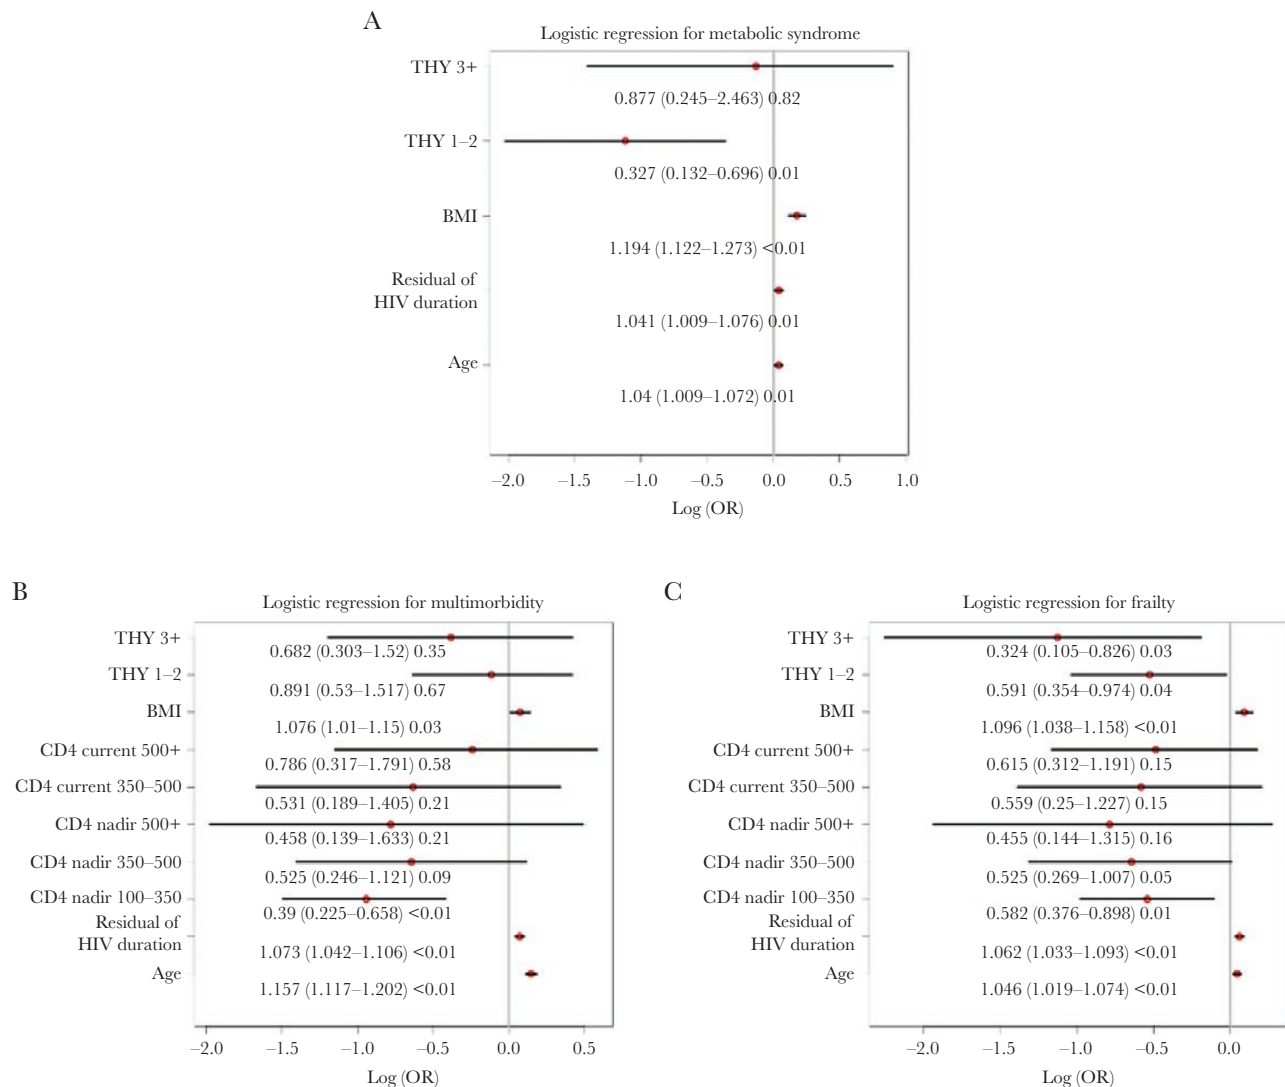 A
Logistic regression for metabolic syndrome
THY 3+
0.877 (0.245–2.463) 0.82
THY 1–2
0.327 (0.132–0.696) 0.01
BMI
1.194 (1.122–1.273) <0.01
Residual of
HIV duration
1.041 (1.009–1.076) 0.01
Age
1.04 (1.009–1.072) 0.01
–2.0 –1.5 –1.0 –0.5 0.0 0.5 1.0
Log (OR)
B
Logistic regression for multimorbidity
THY 3+
0.682 (0.303–1.52) 0.35
THY 1–2
0.891 (0.53–1.517) 0.67
BMI
1.076 (1.01–1.15) 0.03
CD4 current 500+
0.786 (0.317–1.791) 0.58
CD4 current 350–500
0.531 (0.189–1.405) 0.21
CD4 nadir 500+
0.458 (0.139–1.633) 0.21
CD4 nadir 350–500
0.525 (0.246–1.121) 0.09
CD4 nadir 100–350
0.39 (0.225–0.658) <0.01
Residual of
HIV duration
1.073 (1.042–1.106) <0.01
Age
1.157 (1.117–1.202) <0.01
–2.0 –1.5 –1.0 –0.5 0.0 0.5
Log (OR)
C
Logistic regression for frailty
THY 3+
0.324 (0.105–0.826) 0.03
THY 1–2
0.591 (0.354–0.974) 0.04
BMI
1.096 (1.038–1.158) <0.01
CD4 current 500+
0.615 (0.312–1.191) 0.15
CD4 current 350–500
0.559 (0.25–1.227) 0.15
CD4 nadir 500+
0.455 (0.144–1.315) 0.16
CD4 nadir 350–500
0.525 (0.269–1.007) 0.05
CD4 nadir 100–350
0.582 (0.376–0.898) 0.01
Residual of
HIV duration
1.062 (1.033–1.093) <0.01
Age
1.046 (1.019–1.074) <0.01
–2.0 –1.5 –1.0 –0.5 0.0
Log (OR)